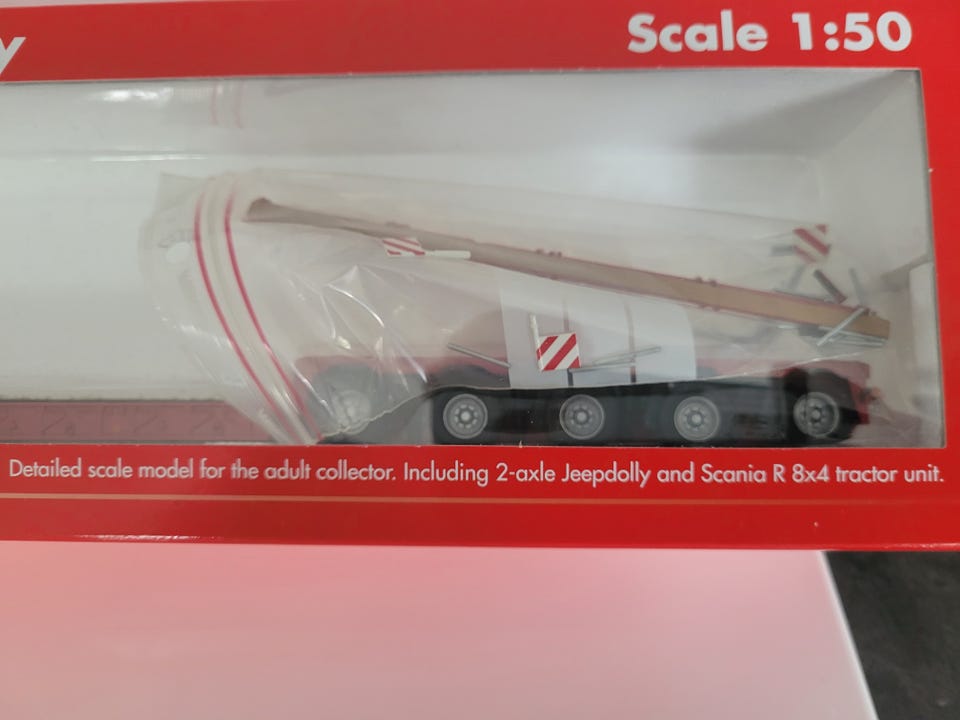 y
Scale 1:50
Detailed scale model for the adult collector. Including 2-axle Jeepdolly and Scania R 8x4 tractor unit.